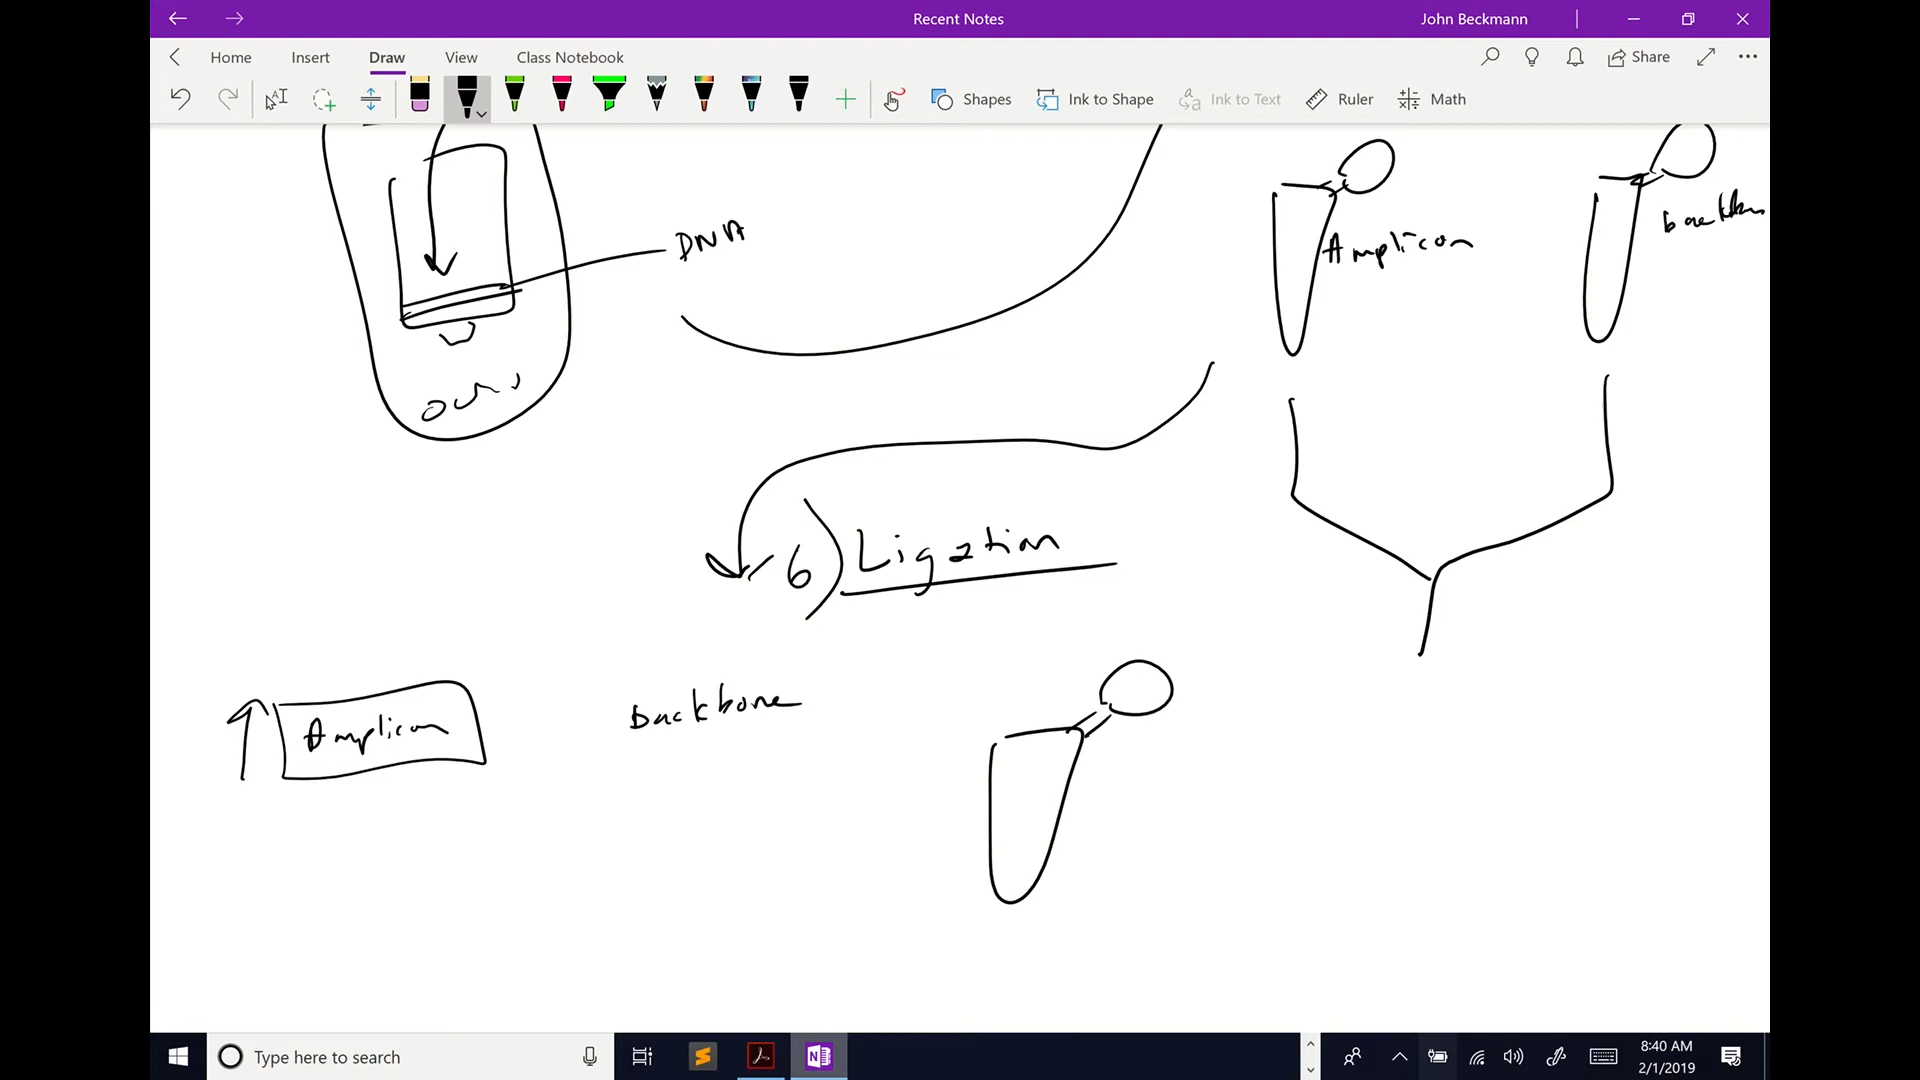 Recent Notes
John Beckmann
Home Insert Draw View Class Notebook
Share
Shapes Ink to Shape Ink to Text Ruler Math
DNA
Amplicon
6) Ligation
Amplicon
Backbone
Type here to search
8:40 AM
2/1/2019